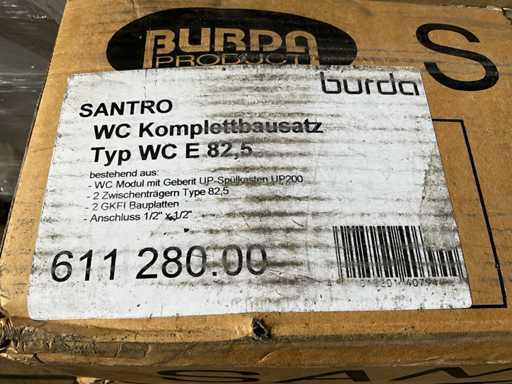 BURDA
PRODUCT
S
burda
SANTRO
WC Komplettbausatz
Typ WC E 82,5
bestehend aus:
- WC Modul mit Geberit UP-Spülkasten UP200
- 2 Zwischenträgern Type 82,5
- 2 GKFI Bauplatten
- Anschluss 1/2" x 1/2"
611 280.00